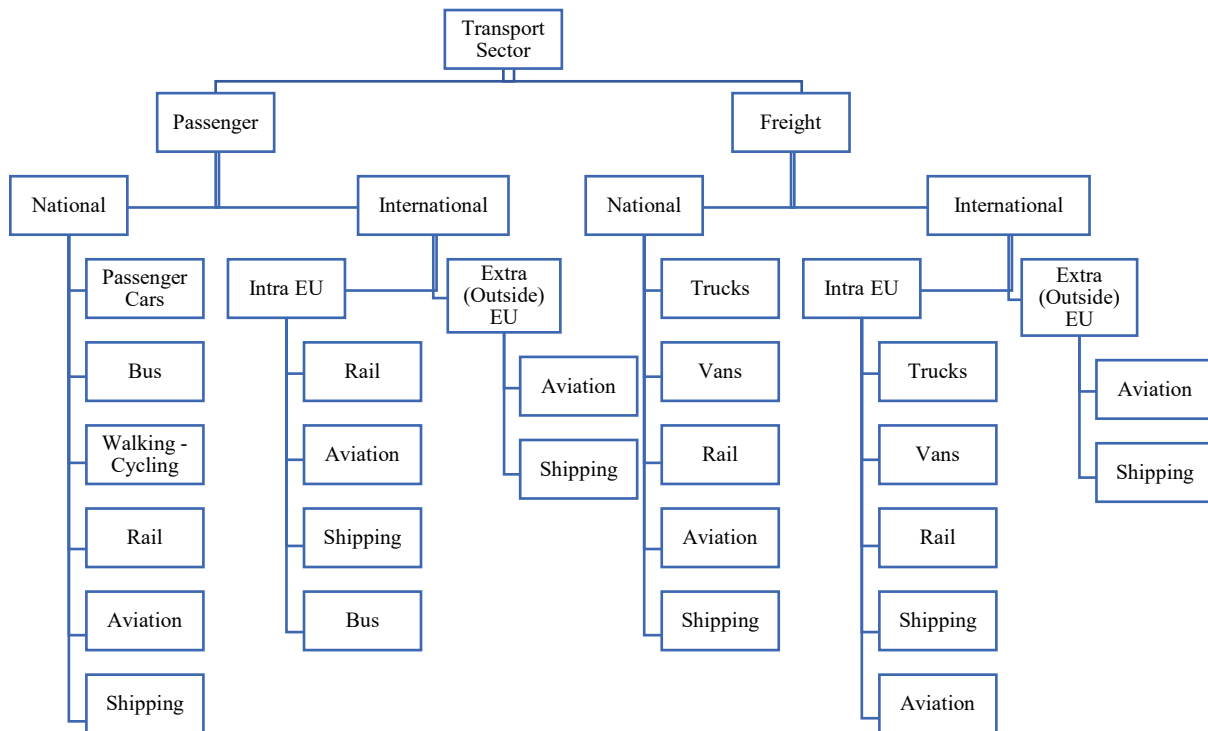 Transport
Sector
Passenger
Freight
National
International
National
International
Passenger
Cars
Bus
Walking -
Cycling
Rail
Aviation
Shipping
Intra EU
Rail
Aviation
Shipping
Bus
Extra
(Outside)
EU
Aviation
Shipping
Trucks
Vans
Rail
Aviation
Shipping
Intra EU
Trucks
Vans
Rail
Shipping
Aviation
Extra
(Outside)
EU
Aviation
Shipping